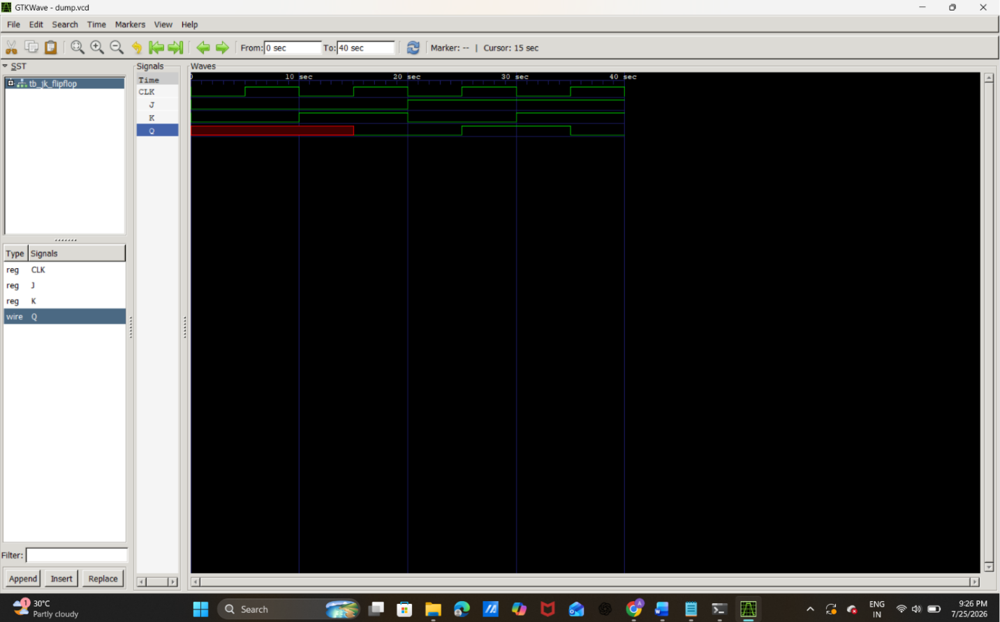 GTKWave - dump.vcd
File Edit Search Time Markers View Help
From: 0 sec To: 40 sec Marker: -- | Cursor: 15 sec
SST
tb_jk_flipflop
Signals
Time
CLK
J
K
Q
Waves
0 10 sec 20 sec 30 sec 40 sec
Type Signals
reg CLK
reg J
reg K
wire Q
Filter:
Append Insert Replace
1
30°C
Partly cloudy
Search
A
ENG
IN
9:26 PM
7/25/2026